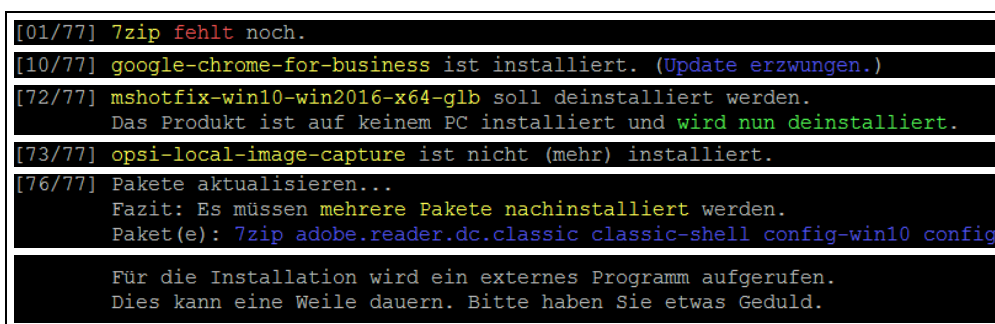 [01/77] 7zip fehlt noch.
[10/77] google-chrome-for-business ist installiert. (Update erzwungen.)
[72/77] mshotfix-win10-win2016-x64-glb soll deinstalliert werden.
Das Produkt ist auf keinem PC installiert und wird nun deinstalliert.
[73/77] opsi-local-image-capture ist nicht (mehr) installiert.
[76/77] Pakete aktualisieren...
Fazit: Es müssen mehrere Pakete nachinstalliert werden.
Paket(e): 7zip adobe.reader.dc.classic classic-shell config-win10 config
Für die Installation wird ein externes Programm aufgerufen.
Dies kann eine Weile dauern. Bitte haben Sie etwas Geduld.